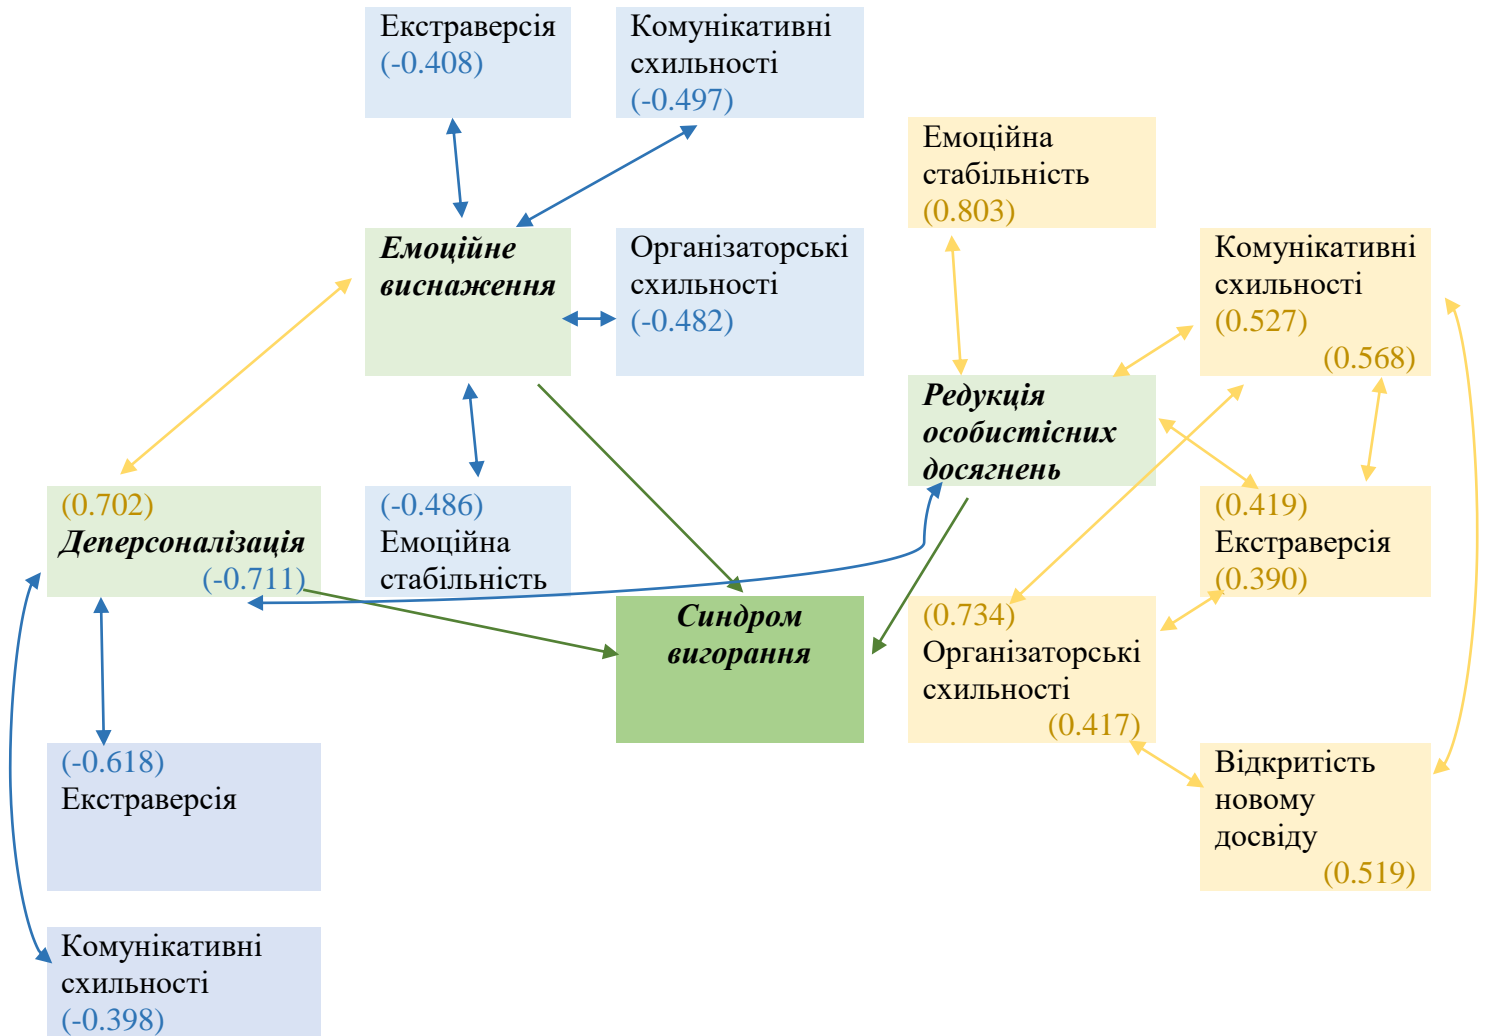 Екстраверсія
(-0.408)
Комунікативні
схильності
(-0.497)
Емоційна
стабільність
(0.803)
Емоційне
виснаження
Організаторські
схильності
(-0.482)
Комунікативні
схильності
(0.527)
(0.568)
Редукція
особистісних
досягнень
(0.702)
Деперсоналізація
(-0.711)
(-0.486)
Емоційна
стабільність
(0.419)
Екстраверсія
(0.390)
Синдром
вигорання
(0.734)
Організаторські
схильності
(0.417)
(-0.618)
Екстраверсія
Відкритість
новому
досвіду
(0.519)
Комунікативні
схильності
(-0.398)